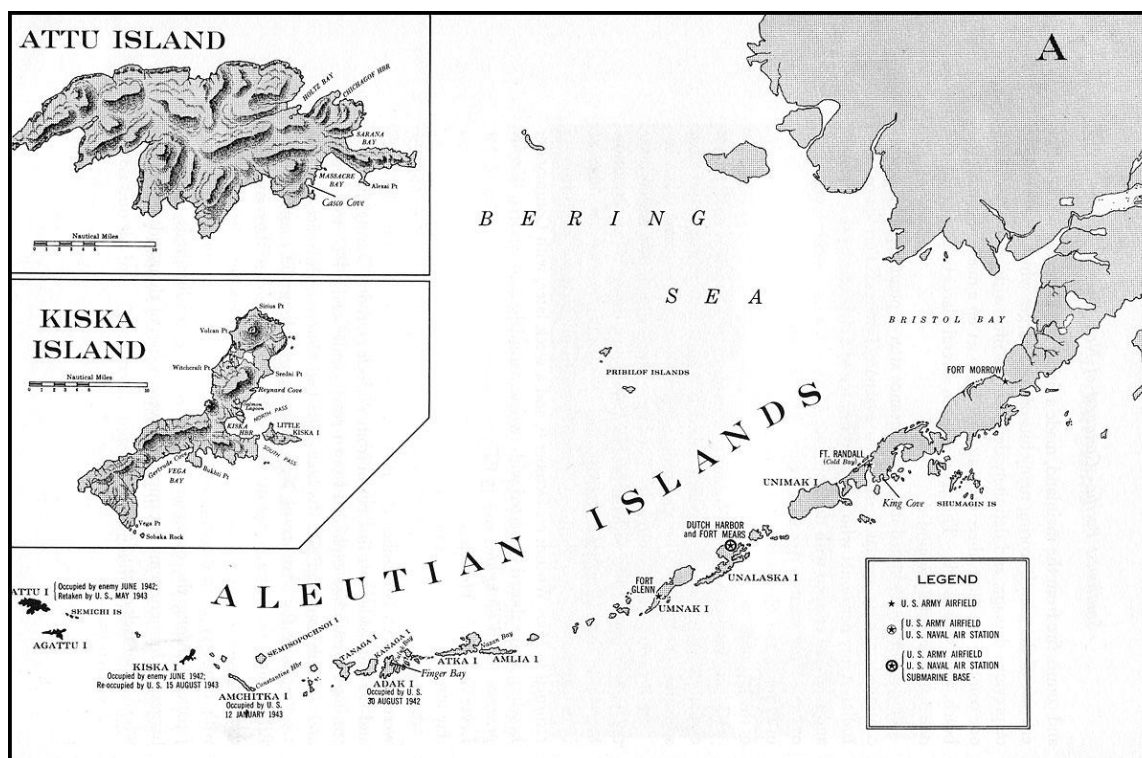 ATTU ISLAND
HOLTZ BAY
CHICHAGOF HBR
SARANA
BAY
MASSACRE
BAY
Alexai Pt
Casco Cove
Nautical Miles
KISKA
ISLAND
Nautical Miles
Sirius Pt
Volcan Pt
Witchcraft Pt
Sredni Pt
Reynard Cove
Lagoon
NORTH PASS
KISKA
HBR
LITTLE
KISKA I
SOUTH PASS
Gertrude Cove
VEGA
BAY
Bukhti Pt
Vega Pt
Sobaka Rock
A
BERING
SEA
BRISTOL BAY
PRIBILOF ISLANDS
FORT MORROW
FT. RANDALL
(Cold Bay)
UNIMAK I
King Cove
SHUMAGIN IS
ALEUTIAN ISLANDS
DUTCH HARBOR
and FORT MEARS
UNALASKA I
FORT
GLENN
UMNAK I
ATTU I
Occupied by enemy JUNE 1942;
Retaken by U. S., MAY 1943
SEMICHI IS
AGATTU I
KISKA I
Occupied by enemy JUNE 1942;
Re-occupied by U.S. 15 AUGUST 1943
SEMISOPOCHNOI I
Constantine Hbr
AMCHITKA I
Occupied by U. S.
12 JANUARY 1943
TANAGA I
KANAGA I
ADAK I
Occupied by U. S.
30 AUGUST 1942
Finger Bay
Nazan Bay
ATKA I
AMLIA I
LEGEND
U. S. ARMY AIRFIELD
U. S. ARMY AIRFIELD
U. S. NAVAL AIR STATION
U. S. ARMY AIRFIELD
U. S. NAVAL AIR STATION
SUBMARINE BASE